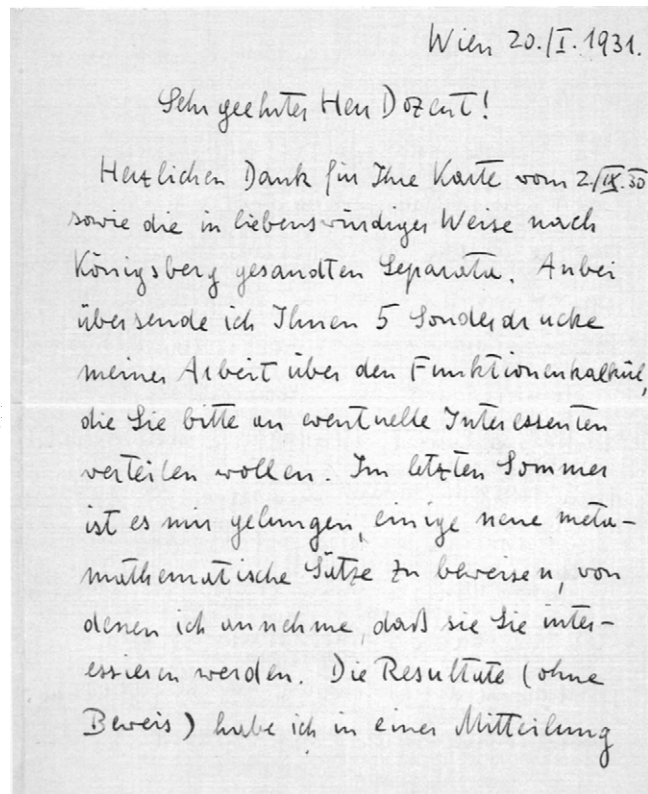 Wien 20./I. 1931.
Sehr geehrter Herr Dozent!
Herzlichen Dank für Ihre Karte vom 2./IX.30
sowie die in liebenswürdiger Weise nach
Königsberg gesandten Separata. Anbei
übersende ich Ihnen 5 Sonderdrucke
meiner Arbeit über den Funktionenkalkül,
die Sie bitte an eventuelle Interessenten
verteilen wollen. Im letzten Sommer
ist es mir gelungen, einige neue meta-
mathematische Sätze zu beweisen, von
denen ich annehme, daß sie Sie inter-
essieren werden. Die Resultate (ohne
Beweis) habe ich in einer Mitteilung